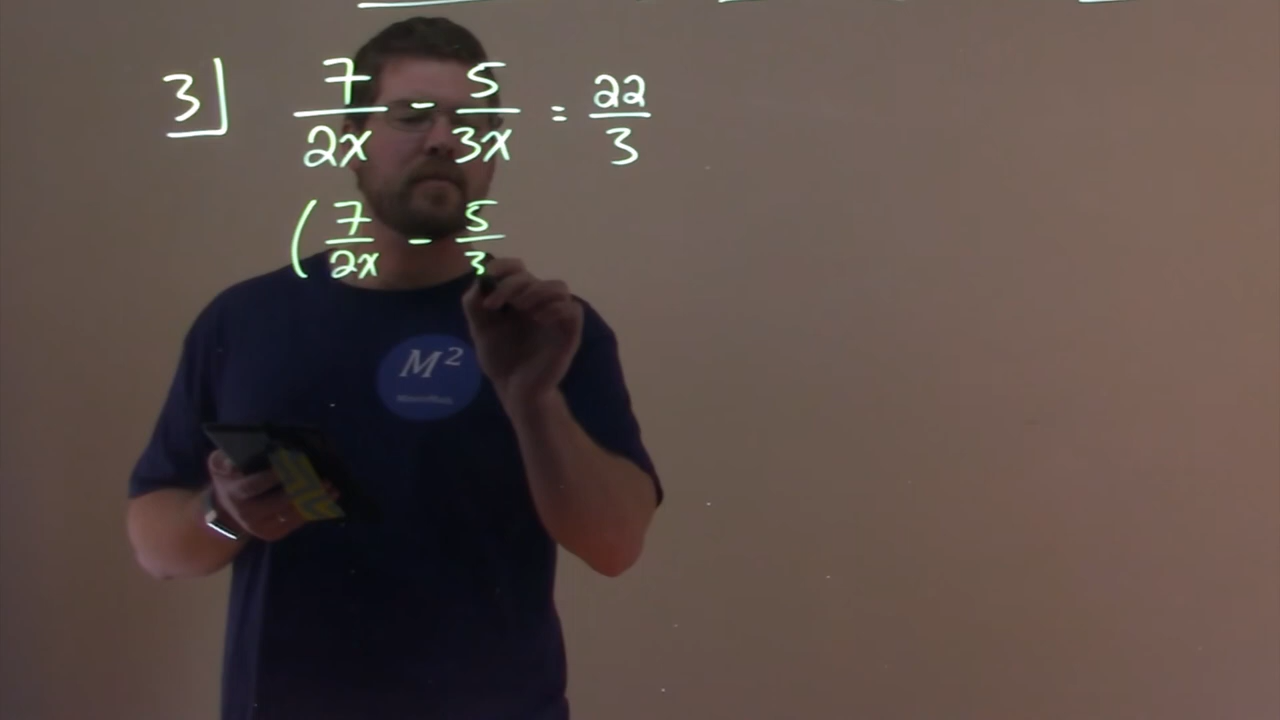 3] 7/2x - 5/3x = 22/3
(7/2x - 5/3
M²